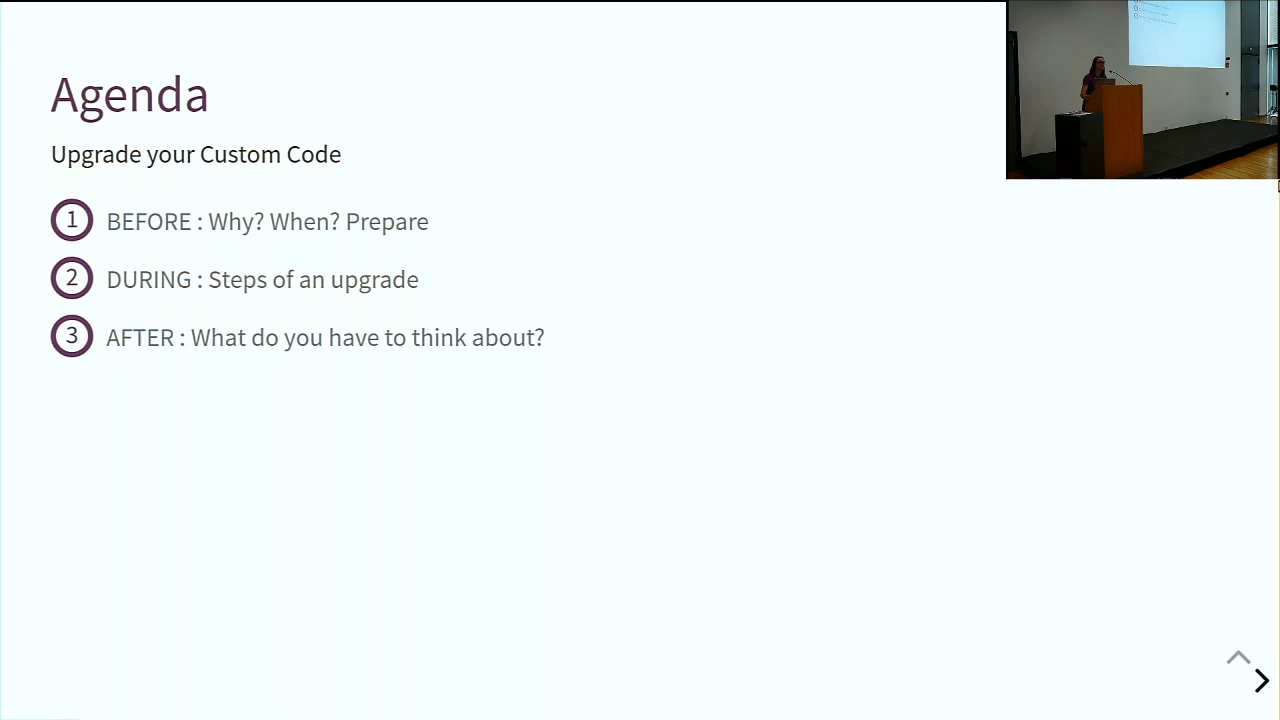 Agenda
Upgrade your Custom Code
1 BEFORE : Why? When? Prepare
2 DURING : Steps of an upgrade
3 AFTER : What do you have to think about?